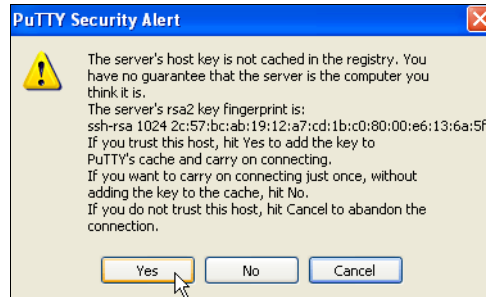 PuTTY Security Alert
The server's host key is not cached in the registry. You
have no guarantee that the server is the computer you
think it is.
The server's rsa2 key fingerprint is:
ssh-rsa 1024 2c:57:bc:ab:19:12:a7:cd:1b:c0:80:00:e6:13:6a:5f
If you trust this host, hit Yes to add the key to
PuTTY's cache and carry on connecting.
If you want to carry on connecting just once, without
adding the key to the cache, hit No.
If you do not trust this host, hit Cancel to abandon the
connection.
Yes No Cancel